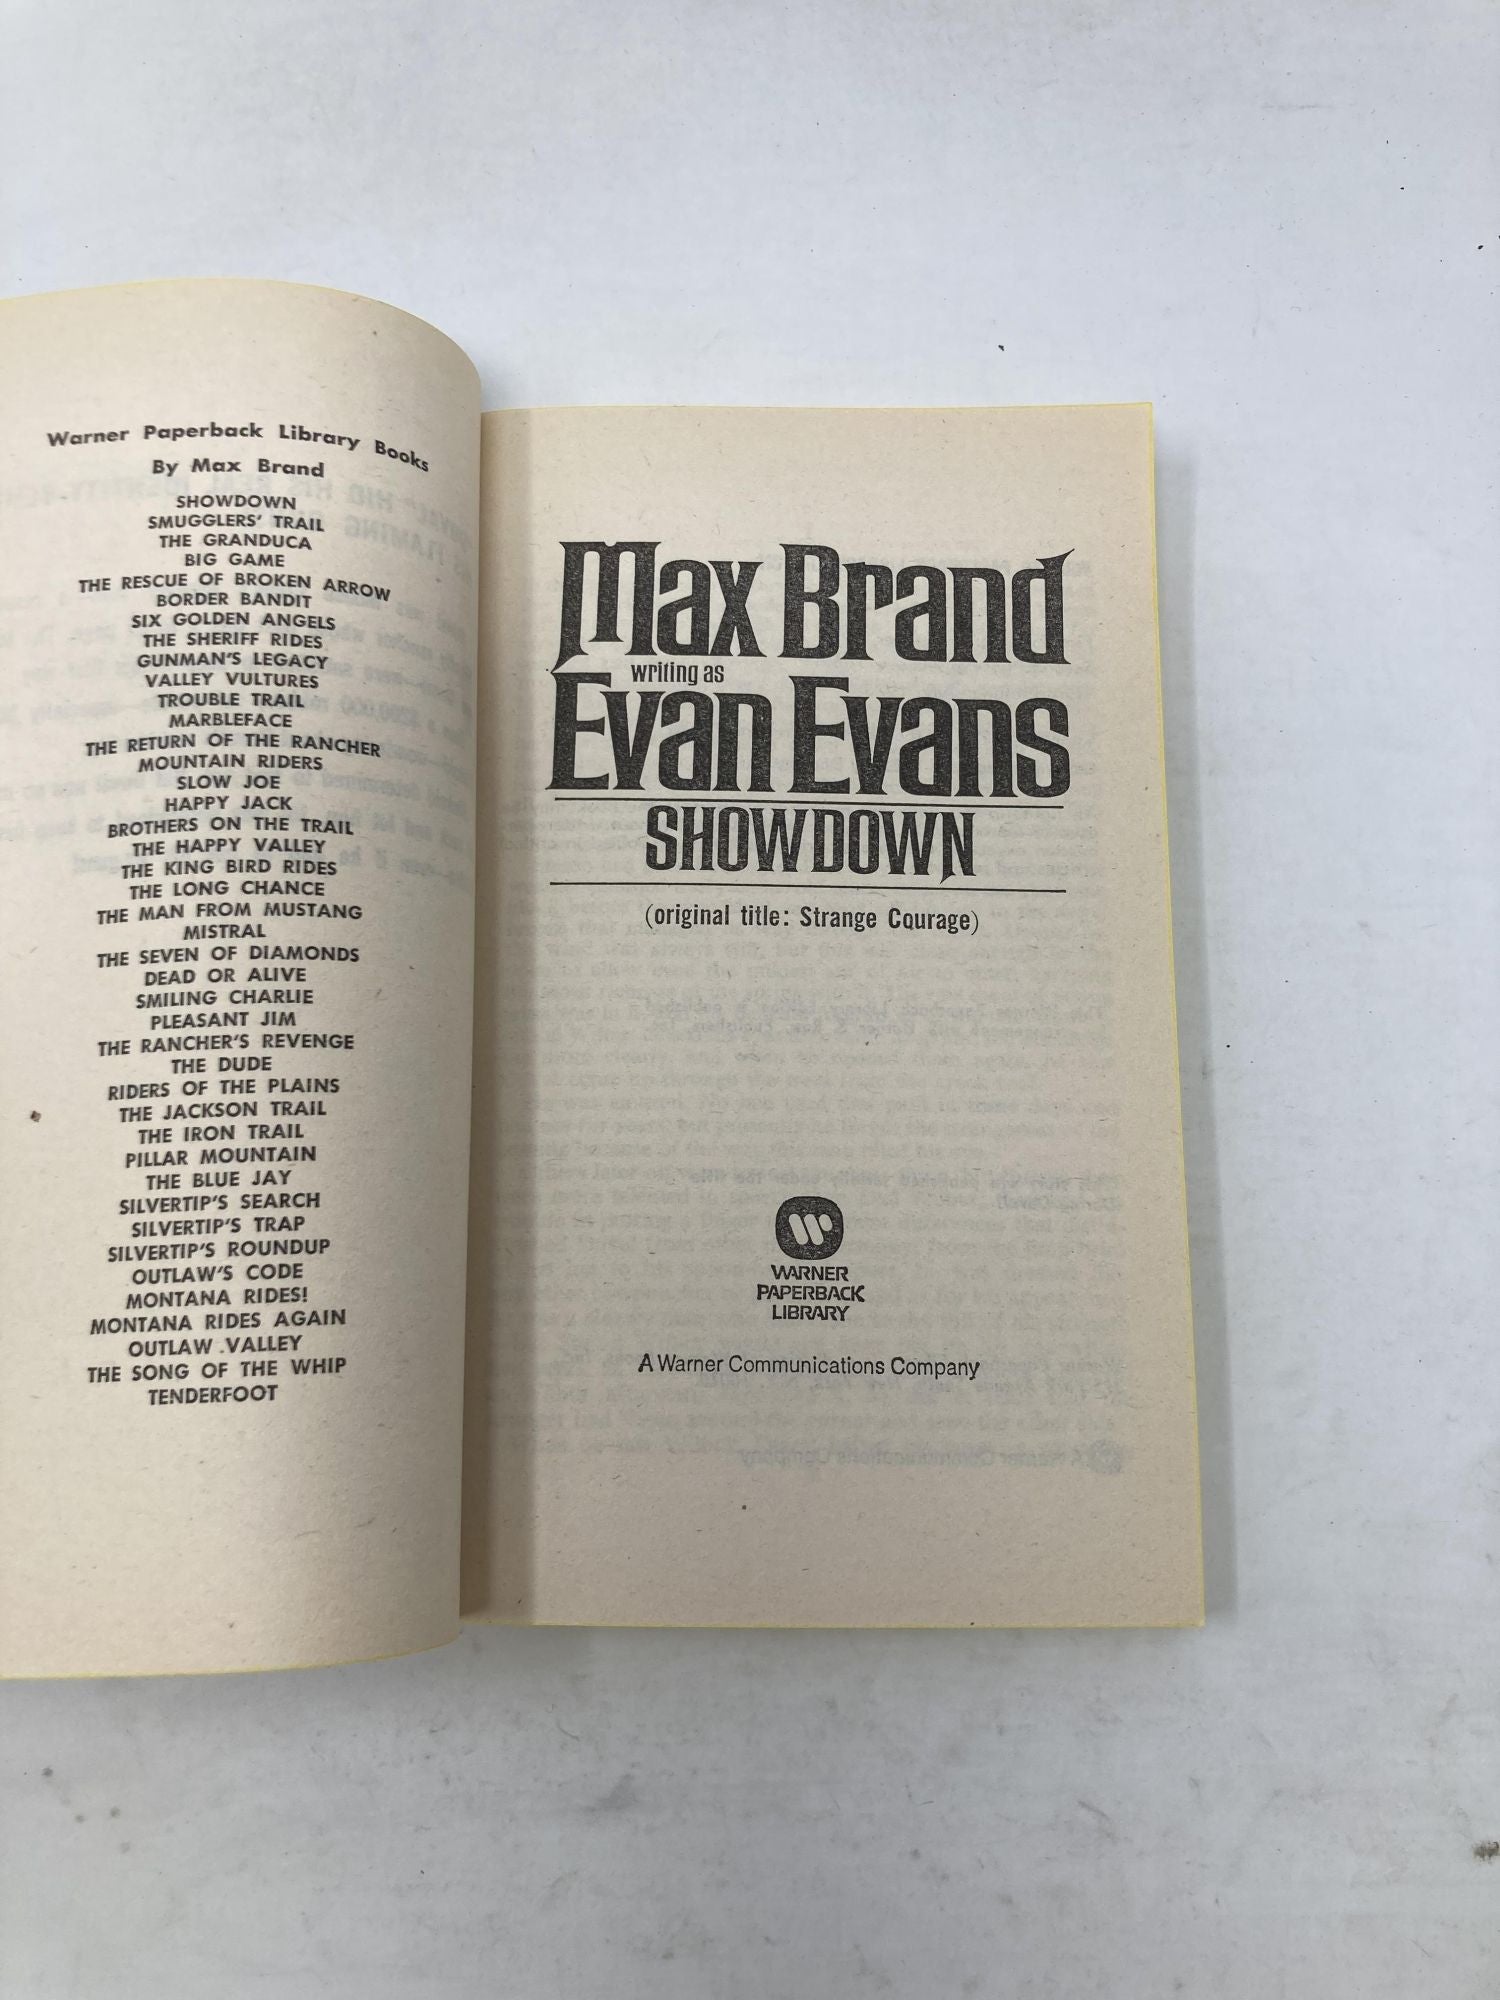 Warner Paperback Library Books
By Max Brand
SHOWDOWN
SMUGGLERS' TRAIL
THE GRANDUCA
BIG GAME
THE RESCUE OF BROKEN ARROW
BORDER BANDIT
SIX GOLDEN ANGELS
THE SHERIFF RIDES
GUNMAN'S LEGACY
VALLEY VULTURES
TROUBLE TRAIL
MARBLEFACE
THE RETURN OF THE RANCHER
MOUNTAIN RIDERS
SLOW JOE
HAPPY JACK
BROTHERS ON THE TRAIL
THE HAPPY VALLEY
THE KING BIRD RIDES
THE LONG CHANCE
THE MAN FROM MUSTANG
MISTRAL
THE SEVEN OF DIAMONDS
DEAD OR ALIVE
SMILING CHARLIE
PLEASANT JIM
THE RANCHER'S REVENGE
THE DUDE
RIDERS OF THE PLAINS
THE JACKSON TRAIL
THE IRON TRAIL
PILLAR MOUNTAIN
THE BLUE JAY
SILVERTIP'S SEARCH
SILVERTIP'S TRAP
SILVERTIP'S ROUNDUP
OUTLAW'S CODE
MONTANA RIDES!
MONTANA RIDES AGAIN
OUTLAW VALLEY
THE SONG OF THE WHIP
TENDERFOOT
Max Brand
writing as
Evan Evans
SHOWDOWN
(original title: Strange Courage)
WARNER
PAPERBACK
LIBRARY
A Warner Communications Company